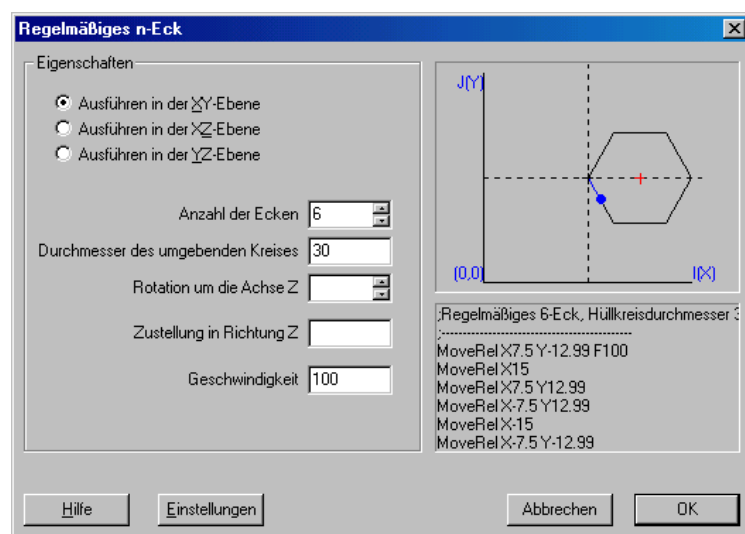 Regelmäßiges n-Eck
Eigenschaften
Ausführen in der XY-Ebene
Ausführen in der XZ-Ebene
Ausführen in der YZ-Ebene
Anzahl der Ecken 6
Durchmesser des umgebenden Kreises 30
Rotation um die Achse Z
Zustellung in Richtung Z
Geschwindigkeit 100
J(Y)
(0,0)
I(X)
;Regelmäßiges 6-Eck, Hüllkreisdurchmesser 3
;----------------------------------------
MoveRel X7.5 Y-12.99 F100
MoveRel X15
MoveRel X7.5 Y12.99
MoveRel X-7.5 Y12.99
MoveRel X-15
MoveRel X-7.5 Y-12.99
Hilfe
Einstellungen
Abbrechen
OK